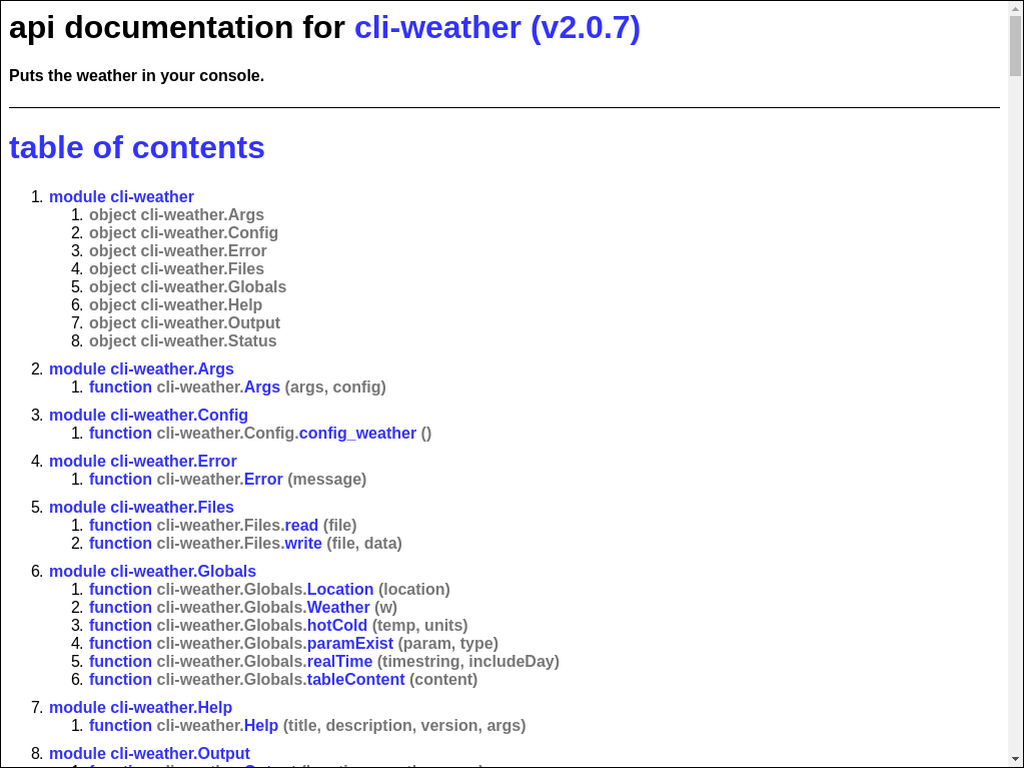 api documentation for cli-weather (v2.0.7)
Puts the weather in your console.
table of contents
1. module cli-weather
1. object cli-weather.Args
2. object cli-weather.Config
3. object cli-weather.Error
4. object cli-weather.Files
5. object cli-weather.Globals
6. object cli-weather.Help
7. object cli-weather.Output
8. object cli-weather.Status
2. module cli-weather.Args
1. function cli-weather.Args (args, config)
3. module cli-weather.Config
1. function cli-weather.Config.config_weather ()
4. module cli-weather.Error
1. function cli-weather.Error (message)
5. module cli-weather.Files
1. function cli-weather.Files.read (file)
2. function cli-weather.Files.write (file, data)
6. module cli-weather.Globals
1. function cli-weather.Globals.Location (location)
2. function cli-weather.Globals.Weather (w)
3. function cli-weather.Globals.hotCold (temp, units)
4. function cli-weather.Globals.paramExist (param, type)
5. function cli-weather.Globals.realTime (timestring, includeDay)
6. function cli-weather.Globals.tableContent (content)
7. module cli-weather.Help
1. function cli-weather.Help (title, description, version, args)
8. module cli-weather.Output